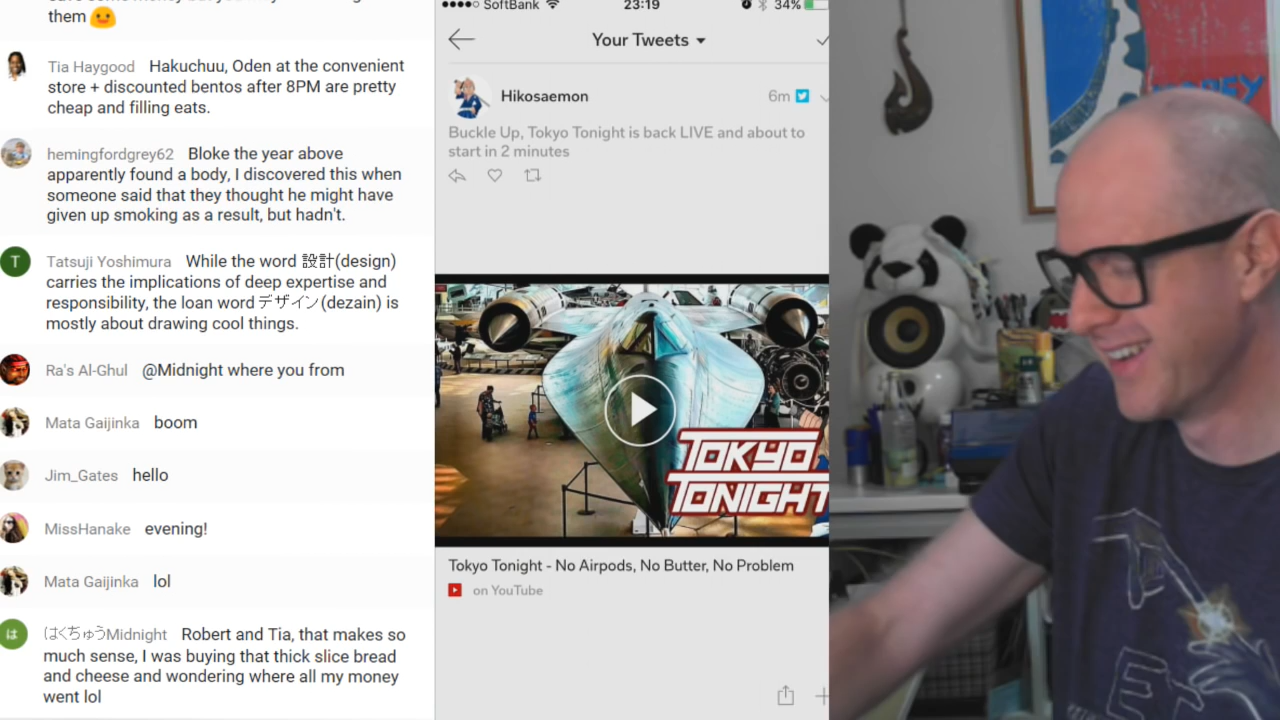 them
Tia Haygood Hakuchuu, Oden at the convenient
store + discounted bentos after 8PM are pretty
cheap and filling eats.
hemingfordgrey62 Bloke the year above
apparently found a body, I discovered this when
someone said that they thought he might have
given up smoking as a result, but hadn't.
T Tatsuji Yoshimura While the word 設計(design)
carries the implications of deep expertise and
responsibility, the loan word デザイン(dezain) is
mostly about drawing cool things.
Ra's Al-Ghul @Midnight where you from
Mata Gaijinka boom
Jim_Gates hello
MissHanake evening!
Mata Gaijinka lol
は はくちゅうMidnight Robert and Tia, that makes so
much sense, I was buying that thick slice bread
and cheese and wondering where all my money
went lol
SoftBank 23:19 34%
Your Tweets
Hikosaemon 6m
Buckle Up, Tokyo Tonight is back LIVE and about to
start in 2 minutes
TOKYO
TONIGHT
Tokyo Tonight - No Airpods, No Butter, No Problem
on YouTube